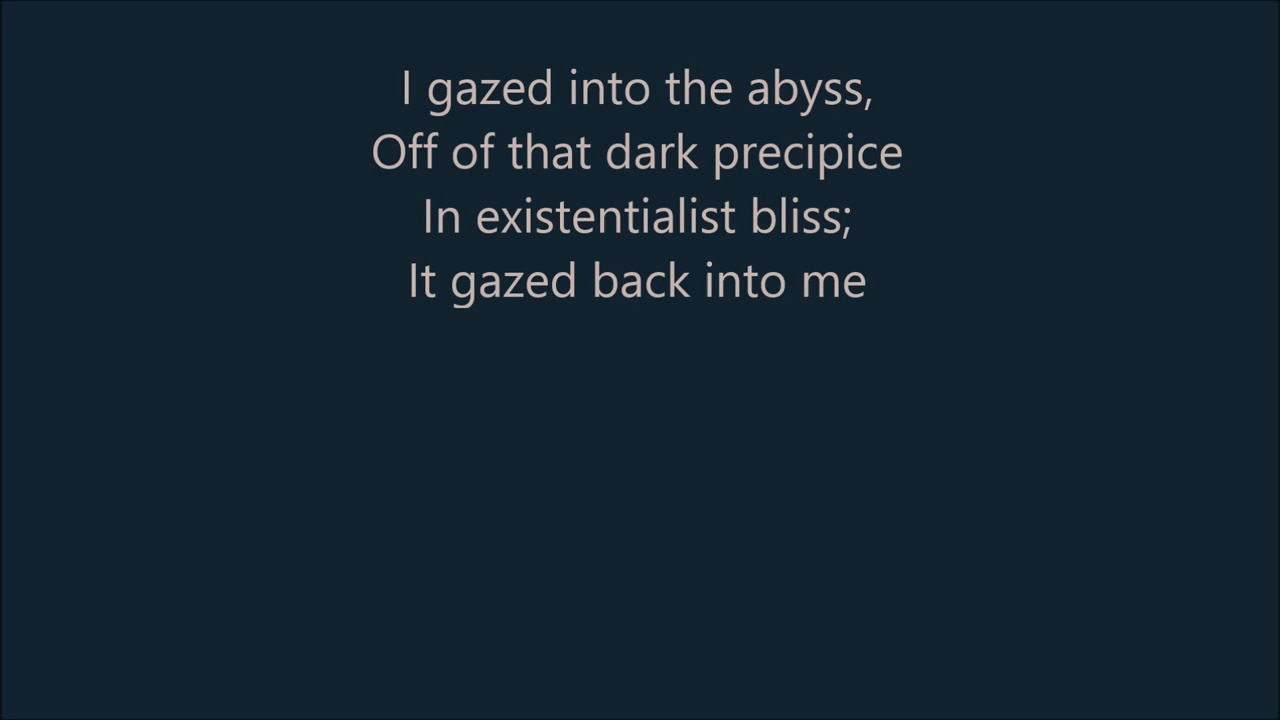 I gazed into the abyss,
Off of that dark precipice
In existentialist bliss;
It gazed back into me